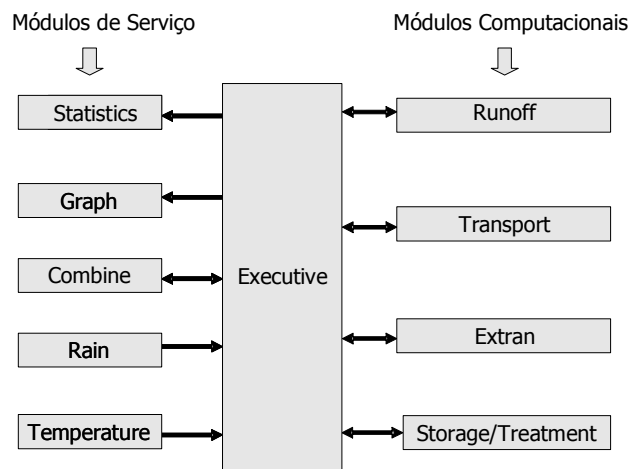 Módulos de Serviço
Módulos Computacionais
Statistics
Runoff
Graph
Transport
Combine
Executive
Rain
Extran
Temperature
Storage/Treatment